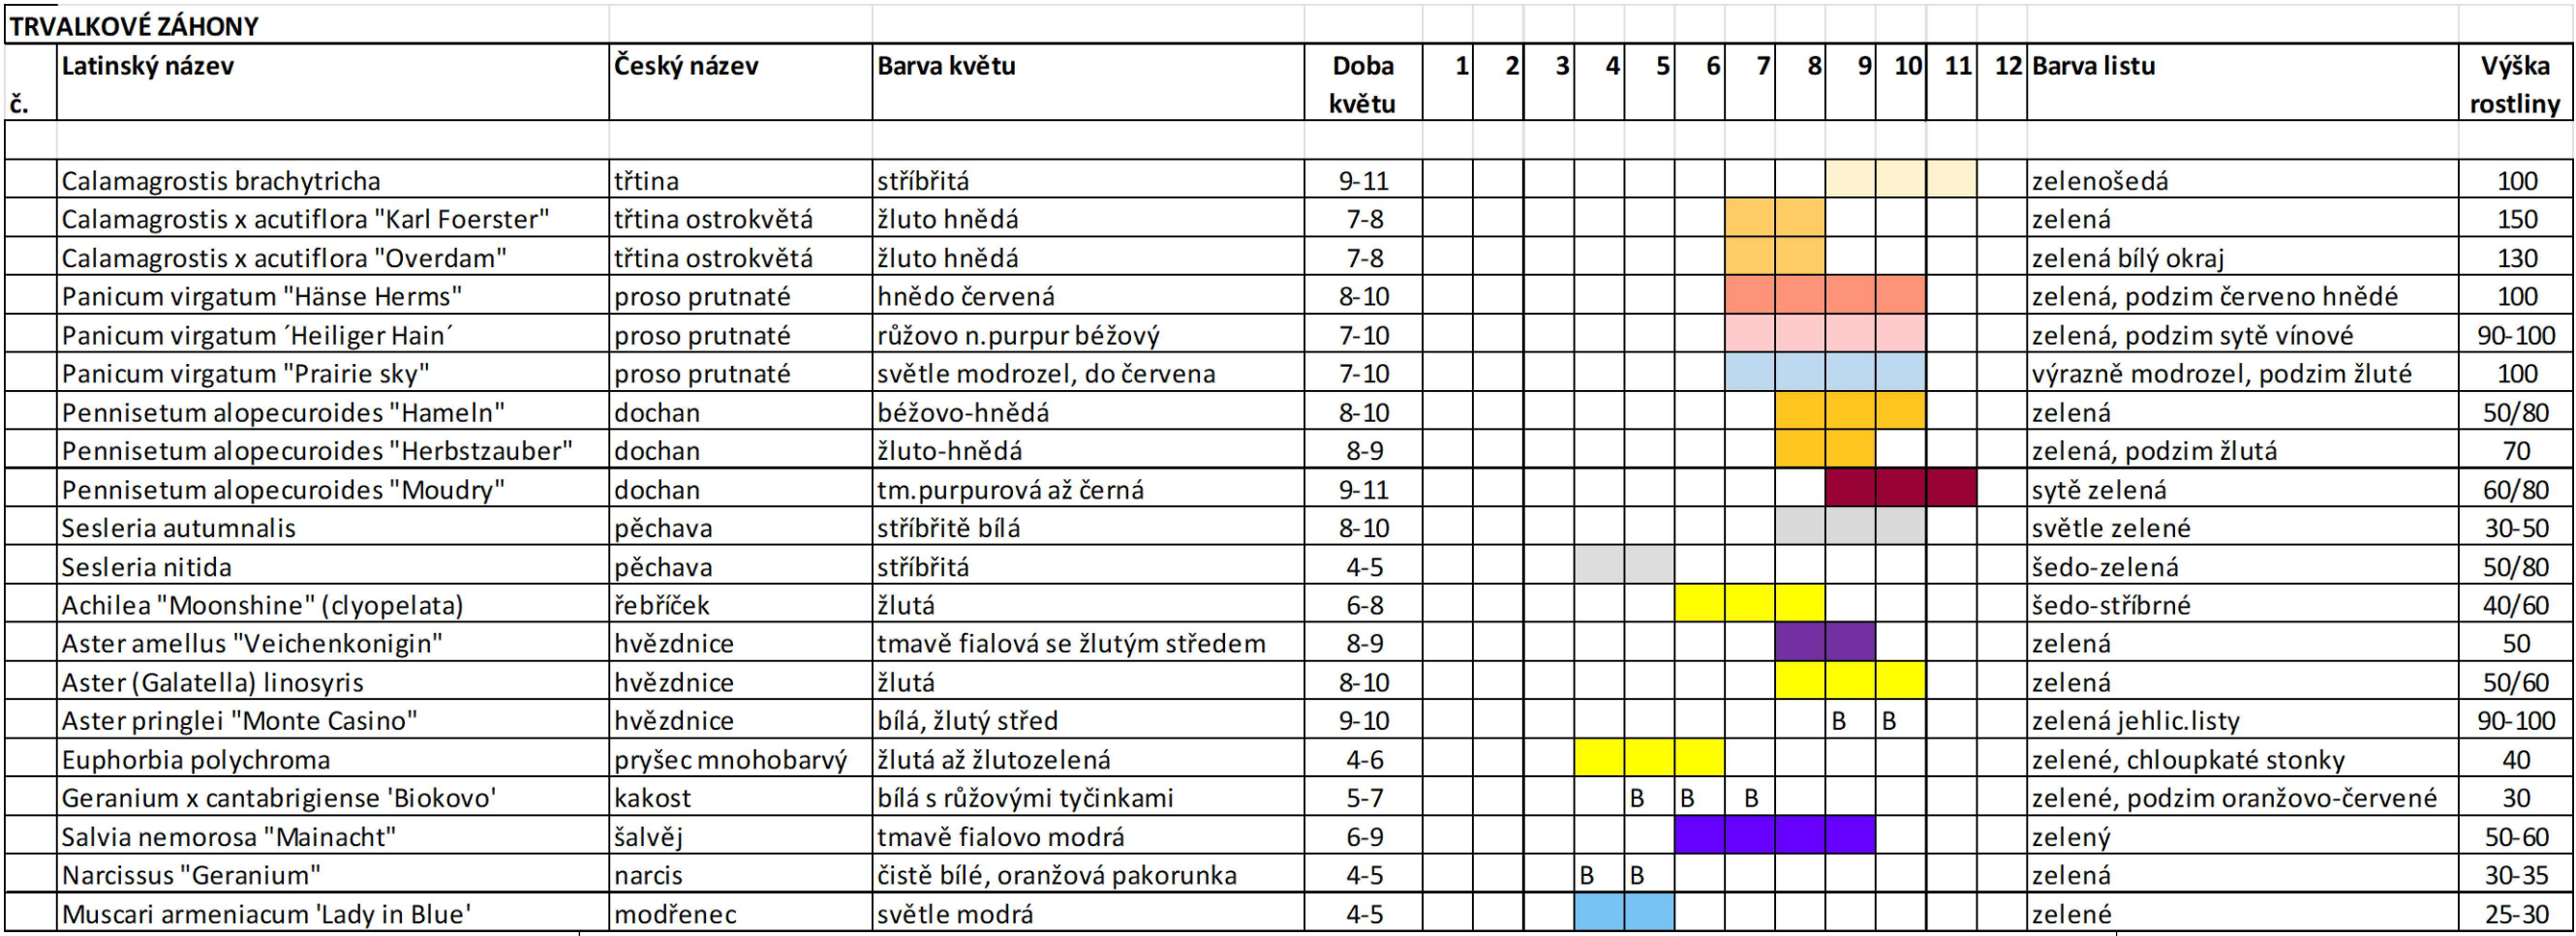 TRVALKOVÉ ZÁHONY
č. Latinský název Český název Barva květu Doba květu 1 2 3 4 5 6 7 8 9 10 11 12 Barva listu Výška rostliny
Calamagrostis brachytricha třtina stříbřitá 9-11 zelenošedá 100
Calamagrostis x acutiflora "Karl Foerster" třtina ostrokvětá žluto hnědá 7-8 zelená 150
Calamagrostis x acutiflora "Overdam" třtina ostrokvětá žluto hnědá 7-8 zelená bílý okraj 130
Panicum virgatum "Hänse Herms" proso prutnaté hnědo červená 8-10 zelená, podzim červeno hnědé 100
Panicum virgatum ´Heiliger Hain´ proso prutnaté růžovo n.purpur béžový 7-10 zelená, podzim sytě vínové 90-100
Panicum virgatum "Prairie sky" proso prutnaté světle modrozel, do červena 7-10 výrazně modrozel, podzim žluté 100
Pennisetum alopecuroides "Hameln" dochan béžovo-hnědá 8-10 zelená 50/80
Pennisetum alopecuroides "Herbstzauber" dochan žluto-hnědá 8-9 zelená, podzim žlutá 70
Pennisetum alopecuroides "Moudry" dochan tm.purpurová až černá 9-11 sytě zelená 60/80
Sesleria autumnalis pěchava stříbřitě bílá 8-10 světle zelené 30-50
Sesleria nitida pěchava stříbřitá 4-5 šedo-zelená 50/80
Achilea "Moonshine" (clyopelata) řebříček žlutá 6-8 šedo-stříbrné 40/60
Aster amellus "Veichenkonigin" hvězdnice tmavě fialová se žlutým středem 8-9 zelená 50
Aster (Galatella) linosyris hvězdnice žlutá 8-10 zelená 50/60
Aster pringlei "Monte Casino" hvězdnice bílá, žlutý střed 9-10 B B zelená jehlic.listy 90-100
Euphorbia polychroma pryšec mnohobarvý žlutá až žlutozelená 4-6 zelené, chloupkaté stonky 40
Geranium x cantabrigiense 'Biokovo' kakost bílá s růžovými tyčinkami 5-7 B B B zelené, podzim oranžovo-červené 30
Salvia nemorosa "Mainacht" šalvěj tmavě fialovo modrá 6-9 zelený 50-60
Narcissus "Geranium" narcis čistě bílé, oranžová pakorunka 4-5 B B zelená 30-35
Muscari armeniacum 'Lady in Blue' modřenec světle modrá 4-5 zelené 25-30